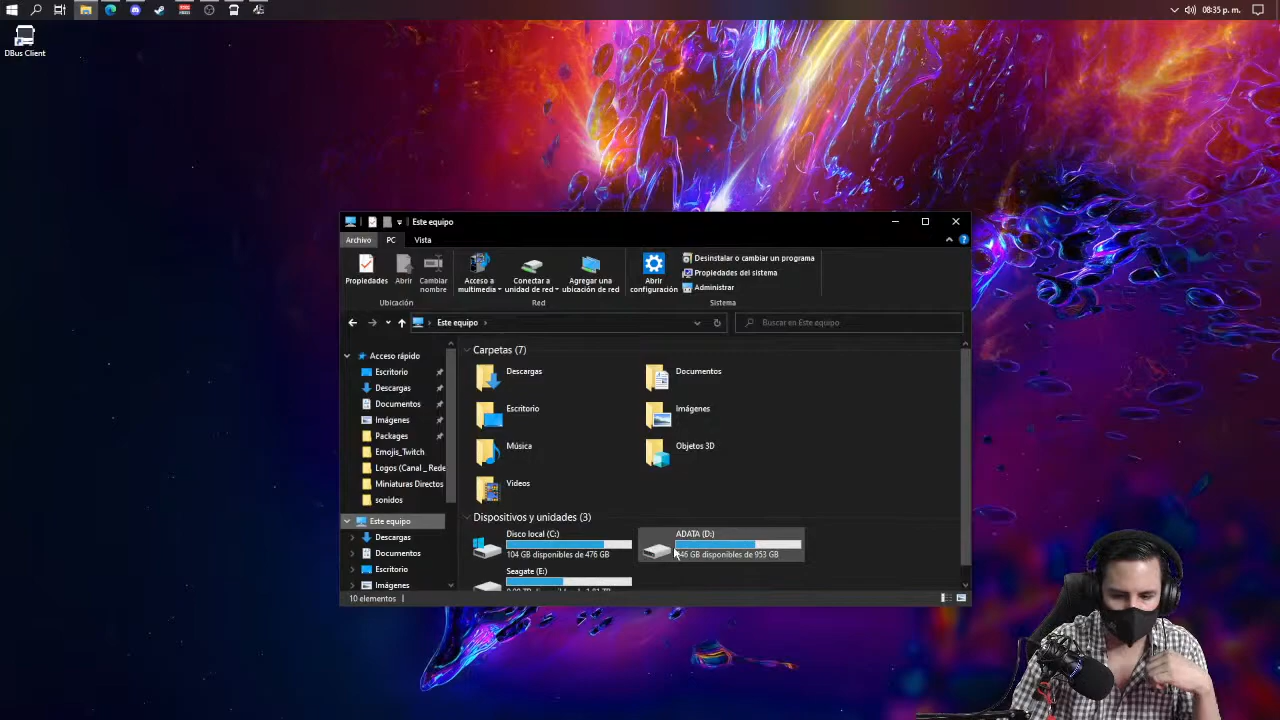 08:35 p. m.
DBus Client
Este equipo
Archivo PC Vista
Propiedades
Abrir
Cambiar
nombre
Ubicación
Acceso a
multimedia
Conectar a
unidad de red
Agregar una
ubicación de red
Red
Abrir
configuración
Desinstalar o cambiar un programa
Propiedades del sistema
Administrar
Sistema
Este equipo
Buscar en Este equipo
Acceso rápido
Escritorio
Descargas
Documentos
Imágenes
Packages
Emojis_Twitch
Logos (Canal _ Rede
Miniaturas Directos
sonidos
Este equipo
Descargas
Documentos
Escritorio
Imágenes
Carpetas (7)
Descargas
Documentos
Escritorio
Imágenes
Música
Objetos 3D
Videos
Dispositivos y unidades (3)
Disco local (C:)
104 GB disponibles de 476 GB
ADATA (D:)
46 GB disponibles de 953 GB
Seagate (E:)
10 elementos